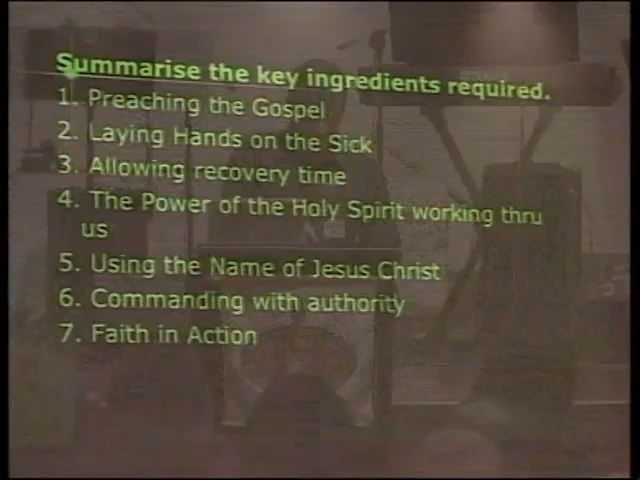 Summarise the key ingredients required.
1. Preaching the Gospel
2. Laying Hands on the Sick
3. Allowing recovery time
4. The Power of the Holy Spirit working thru
us
5. Using the Name of Jesus Christ
6. Commanding with authority
7. Faith in Action